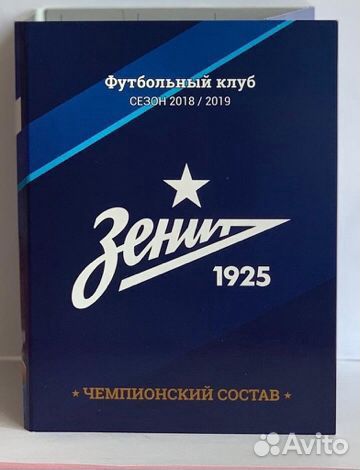 Футбольный клуб
СЕЗОН 2018 / 2019
Зенит
1925
★ ЧЕМПИОНСКИЙ СОСТАВ ★
Avito